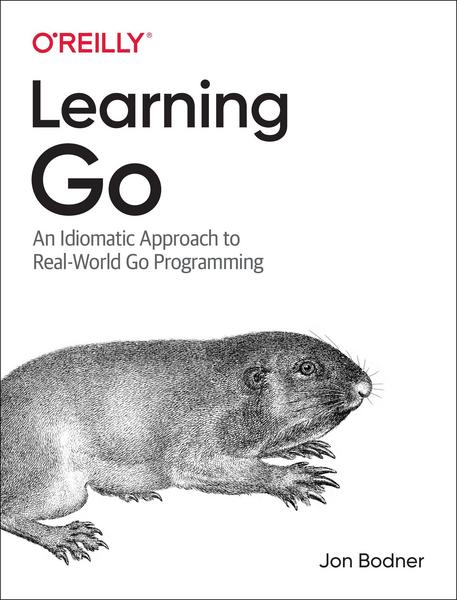 O'REILLY®
Learning
Go
An Idiomatic Approach to
Real-World Go Programming
Jon Bodner